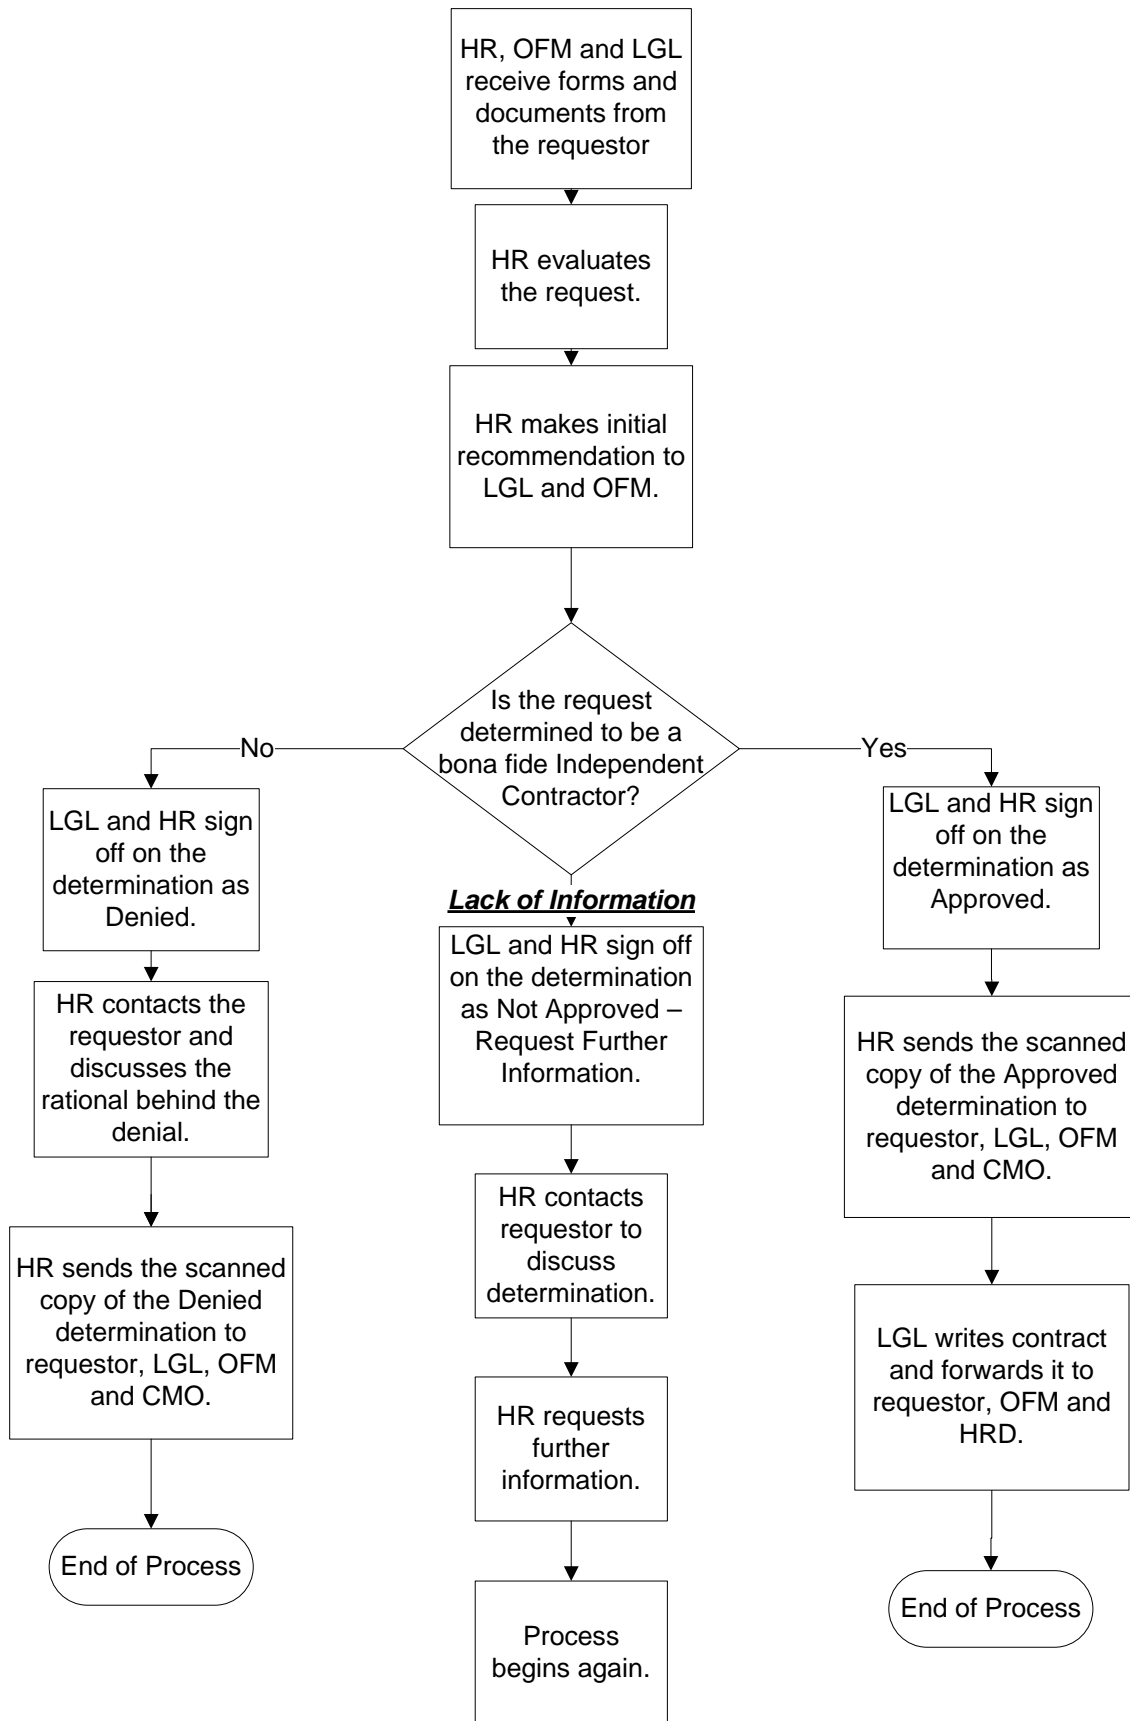 HR, OFM and LGL
receive forms and
documents from
the requestor
HR evaluates
the request.
HR makes initial
recommendation to
LGL and OFM.
Is the request
determined to be a
bona fide Independent
Contractor?
No
LGL and HR sign
off on the
determination as
Denied.
HR contacts the
requestor and
discusses the
rational behind the
denial.
HR sends the scanned
copy of the Denied
determination to
requestor, LGL, OFM
and CMO.
End of Process
Lack of Information
LGL and HR sign off
on the determination
as Not Approved –
Request Further
Information.
HR contacts
requestor to
discuss
determination.
HR requests
further
information.
Process
begins again.
Yes
LGL and HR sign
off on the
determination as
Approved.
HR sends the scanned
copy of the Approved
determination to
requestor, LGL, OFM
and CMO.
LGL writes contract
and forwards it to
requestor, OFM and
HRD.
End of Process